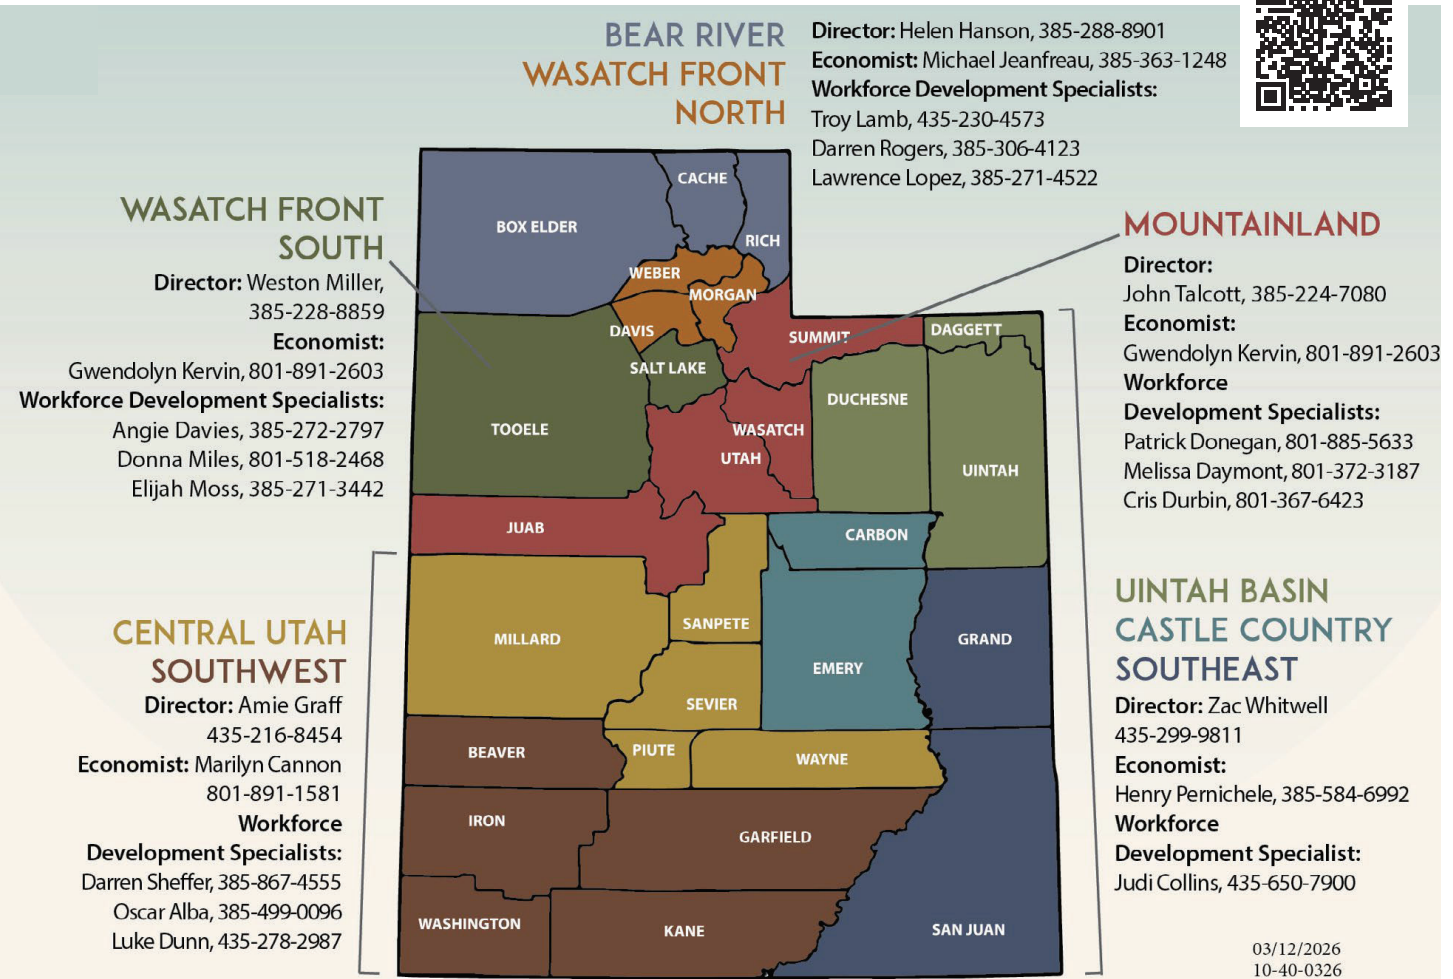 BEAR RIVER
WASATCH FRONT
NORTH
Director: Helen Hanson, 385-288-8901
Economist: Michael Jeanfreau, 385-363-1248
Workforce Development Specialists:
Troy Lamb, 435-230-4573
Darren Rogers, 385-306-4123
Lawrence Lopez, 385-271-4522
WASATCH FRONT
SOUTH
Director: Weston Miller,
385-228-8859
Economist:
Gwendolyn Kervin, 801-891-2603
Workforce Development Specialists:
Angie Davies, 385-272-2797
Donna Miles, 801-518-2468
Elijah Moss, 385-271-3442
MOUNTAINLAND
Director:
John Talcott, 385-224-7080
Economist:
Gwendolyn Kervin, 801-891-2603
Workforce
Development Specialists:
Patrick Donegan, 801-885-5633
Melissa Daymont, 801-372-3187
Cris Durbin, 801-367-6423
CACHE
BOX ELDER
RICH
WEBER
MORGAN
DAVIS
SUMMIT
DAGGETT
SALT LAKE
DUCHESNE
TOOELE
WASATCH
UTAH
UINTAH
JUAB
CARBON
SANPETE
MILLARD
GRAND
EMERY
SEVIER
BEAVER
PIUTE
WAYNE
IRON
GARFIELD
WASHINGTON
KANE
SAN JUAN
CENTRAL UTAH
SOUTHWEST
Director: Amie Graff
435-216-8454
Economist: Marilyn Cannon
801-891-1581
Workforce
Development Specialists:
Darren Sheffer, 385-867-4555
Oscar Alba, 385-499-0096
Luke Dunn, 435-278-2987
UINTAH BASIN
CASTLE COUNTRY
SOUTHEAST
Director: Zac Whitwell
435-299-9811
Economist:
Henry Pernichele, 385-584-6992
Workforce
Development Specialist:
Judi Collins, 435-650-7900
03/12/2026
10-40-0326